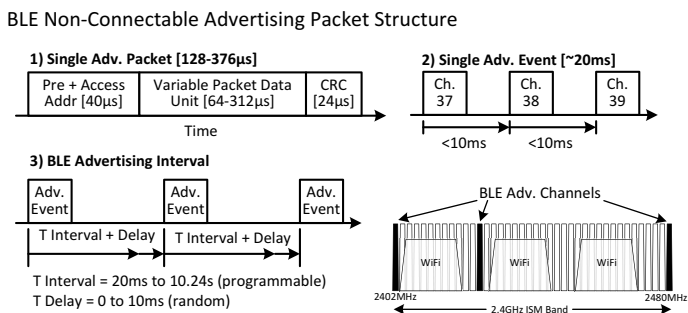 BLE Non-Connectable Advertising Packet Structure
1) Single Adv. Packet [128-376µs]
Pre + Access
Addr [40µs]
Variable Packet Data
Unit [64-312µs]
CRC
[24µs]
Time
2) Single Adv. Event [~20ms]
Ch.
37
Ch.
38
Ch.
39
<10ms
<10ms
3) BLE Advertising Interval
Adv.
Event
Adv.
Event
Adv.
Event
T Interval + Delay
T Interval + Delay
T Interval = 20ms to 10.24s (programmable)
T Delay = 0 to 10ms (random)
BLE Adv. Channels
WiFi
WiFi
WiFi
2402MHz
2480MHz
2.4GHz ISM Band